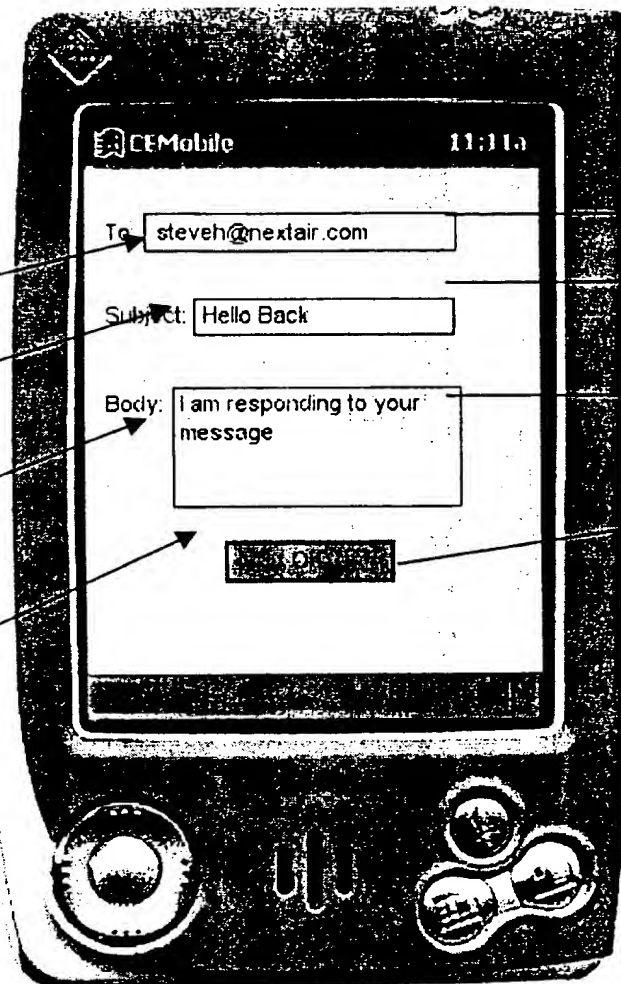 CEMobile 11:11a
To steveh@nextair.com
Subject: Hello Back
Body: I am responding to your
message